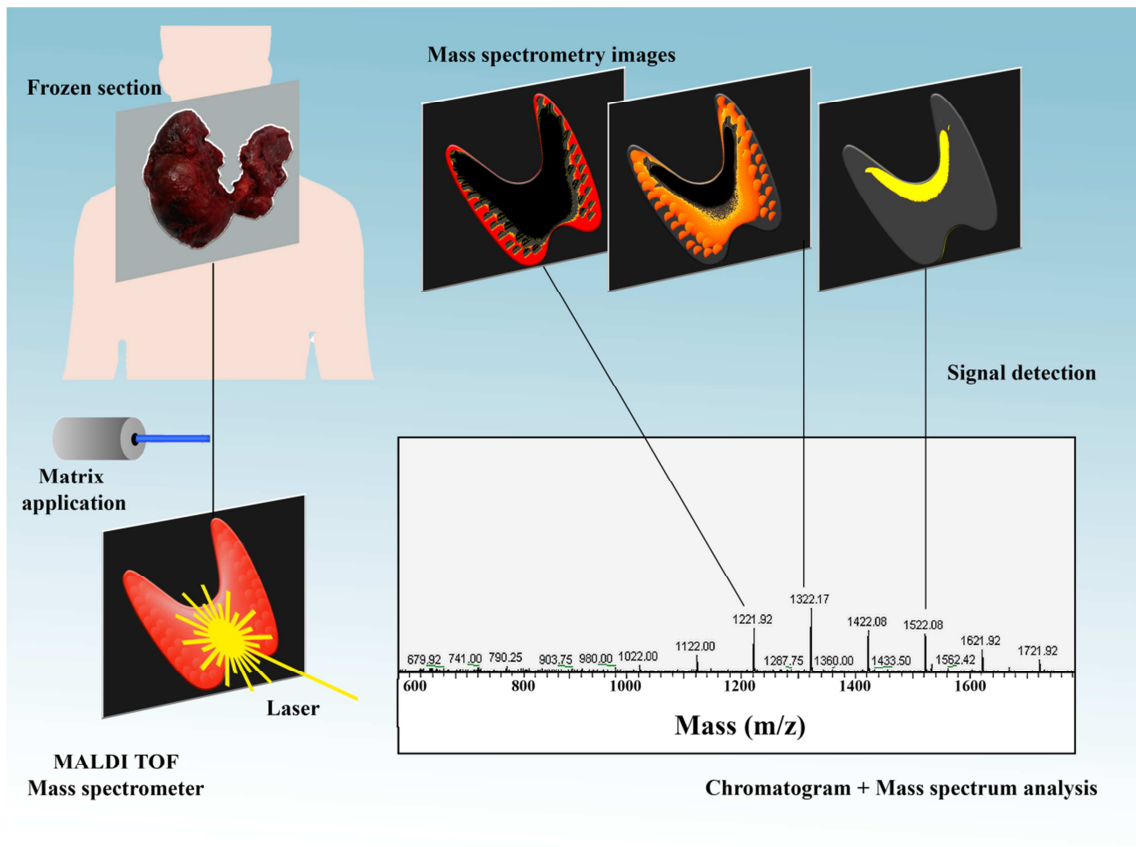 Mass spectrometry images
Frozen section
Signal detection
Matrix
application
Laser
MALDI TOF
Mass spectrometer
679.92 741.00 790.25 903.75 980.00 1022.00 1122.00 1221.92 1287.75 1322.17 1360.00 1422.08 1433.50 1522.08 1562.42 1621.92 1721.92
600 800 1000 1200 1400 1600
Mass (m/z)
Chromatogram + Mass spectrum analysis